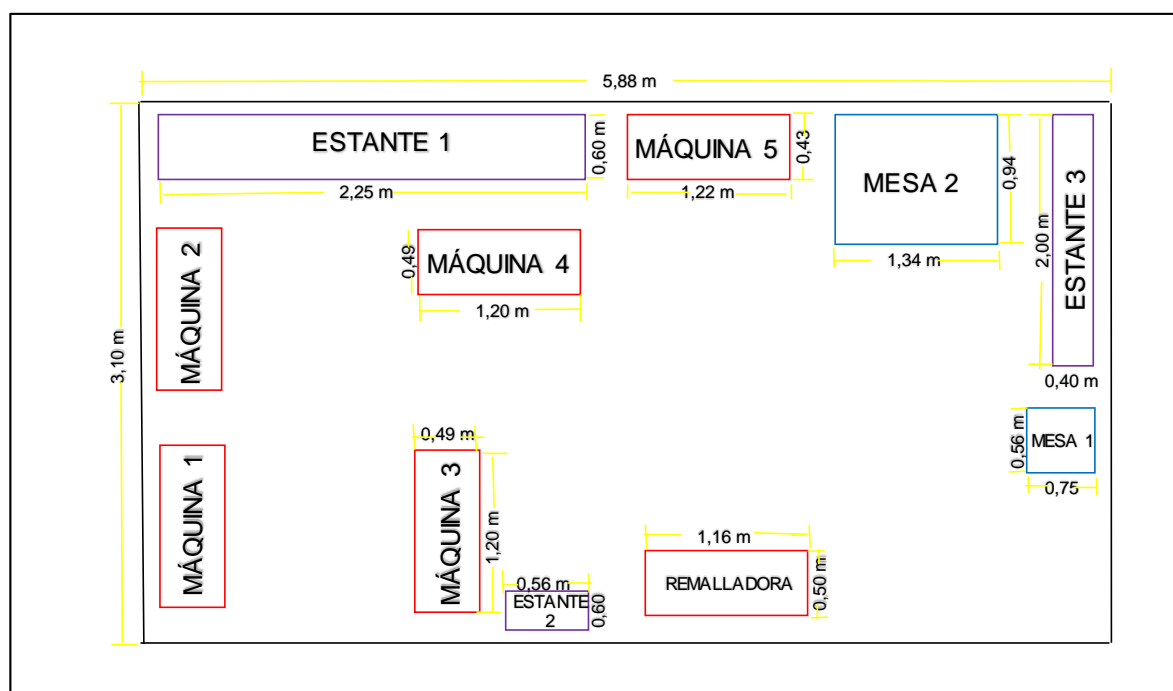 5,88 m
ESTANTE 1
0,60 m
2,25 m
MÁQUINA 5
0,43
1,22 m
MESA 2
0,94
1,34 m
2,00 m
ESTANTE 3
0,40 m
3,10 m
MÁQUINA 2
0,49
MÁQUINA 4
1,20 m
MÁQUINA 1
0,49 m
MÁQUINA 3
1,20 m
0,56 m
ESTANTE
2
0,60
1,16 m
REMALLADORA
0,50 m
0,56 m
MESA 1
0,75